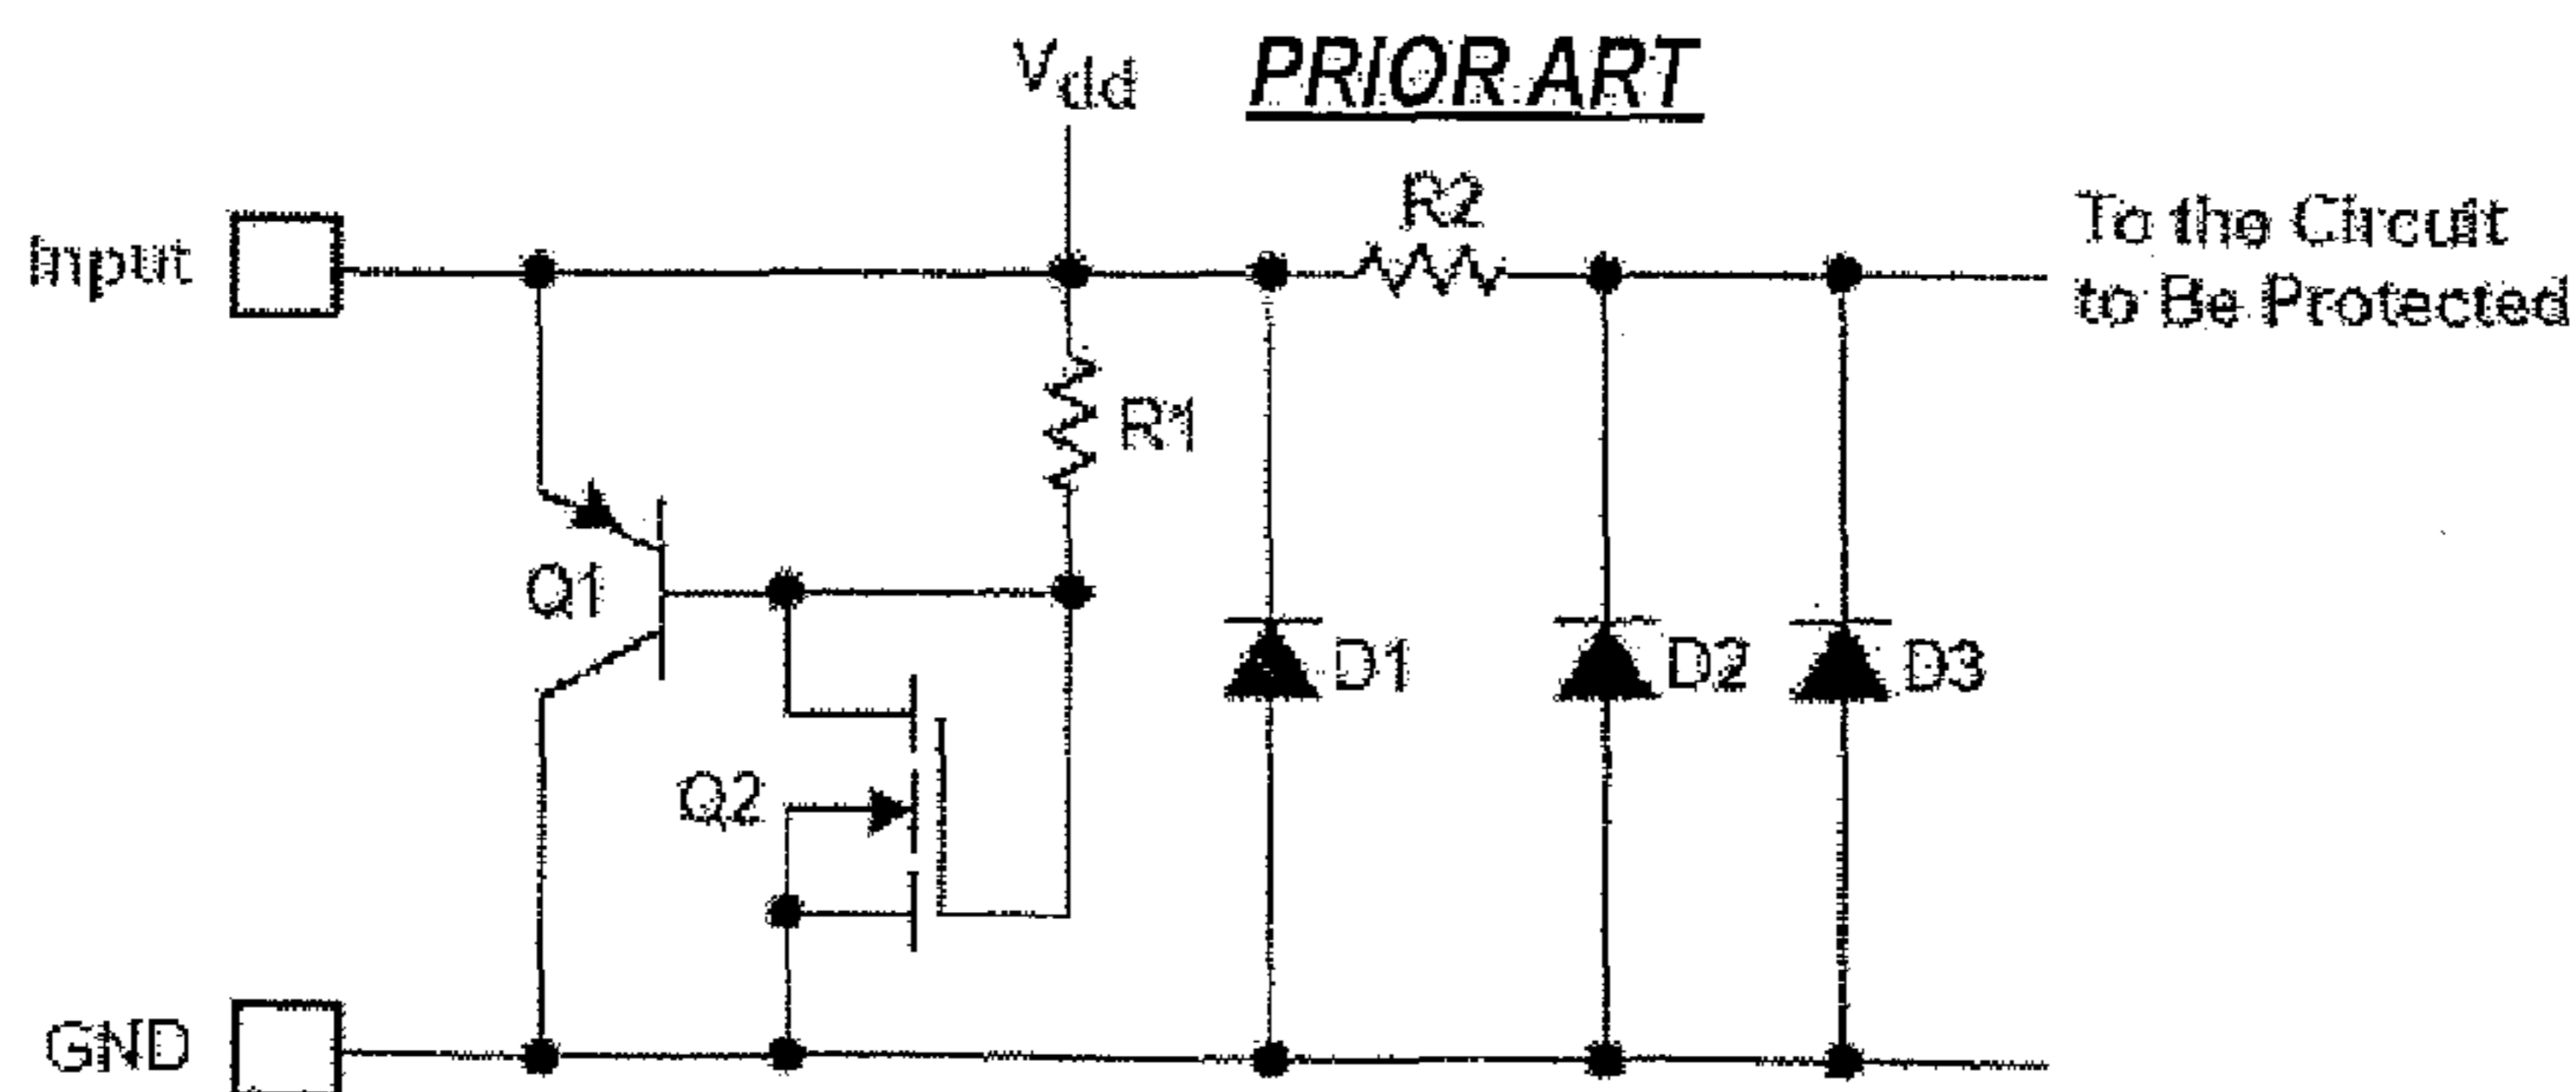 Vdd
PRIOR ART
R2
Input
To the Circuit
to Be Protected
R1
Q1
D1
D2
D3
Q2
GND